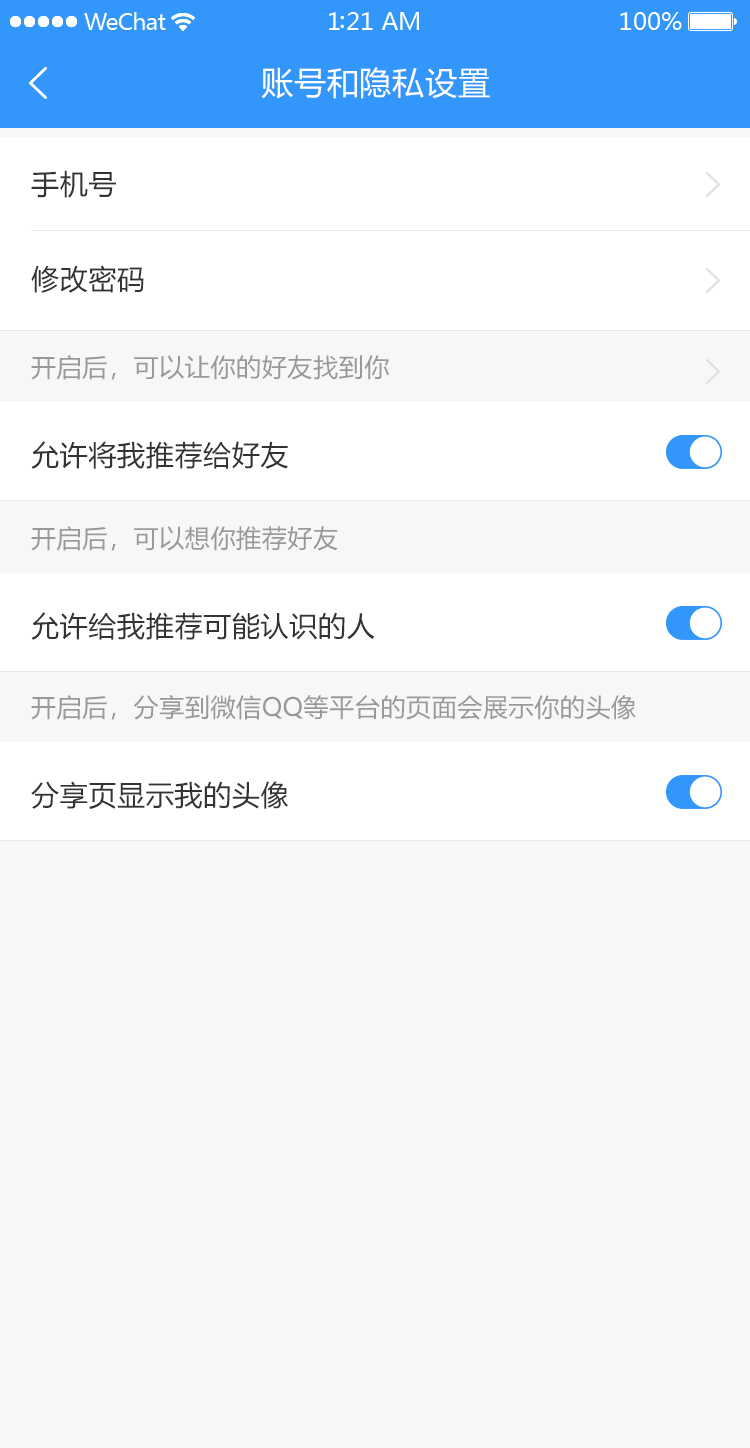 WeChat 1:21 AM 100%
账号和隐私设置
手机号
修改密码
开启后，可以让你的好友找到你
允许将我推荐给好友
开启后，可以想你推荐好友
允许给我推荐可能认识的人
开启后，分享到微信QQ等平台的页面会展示你的头像
分享页显示我的头像